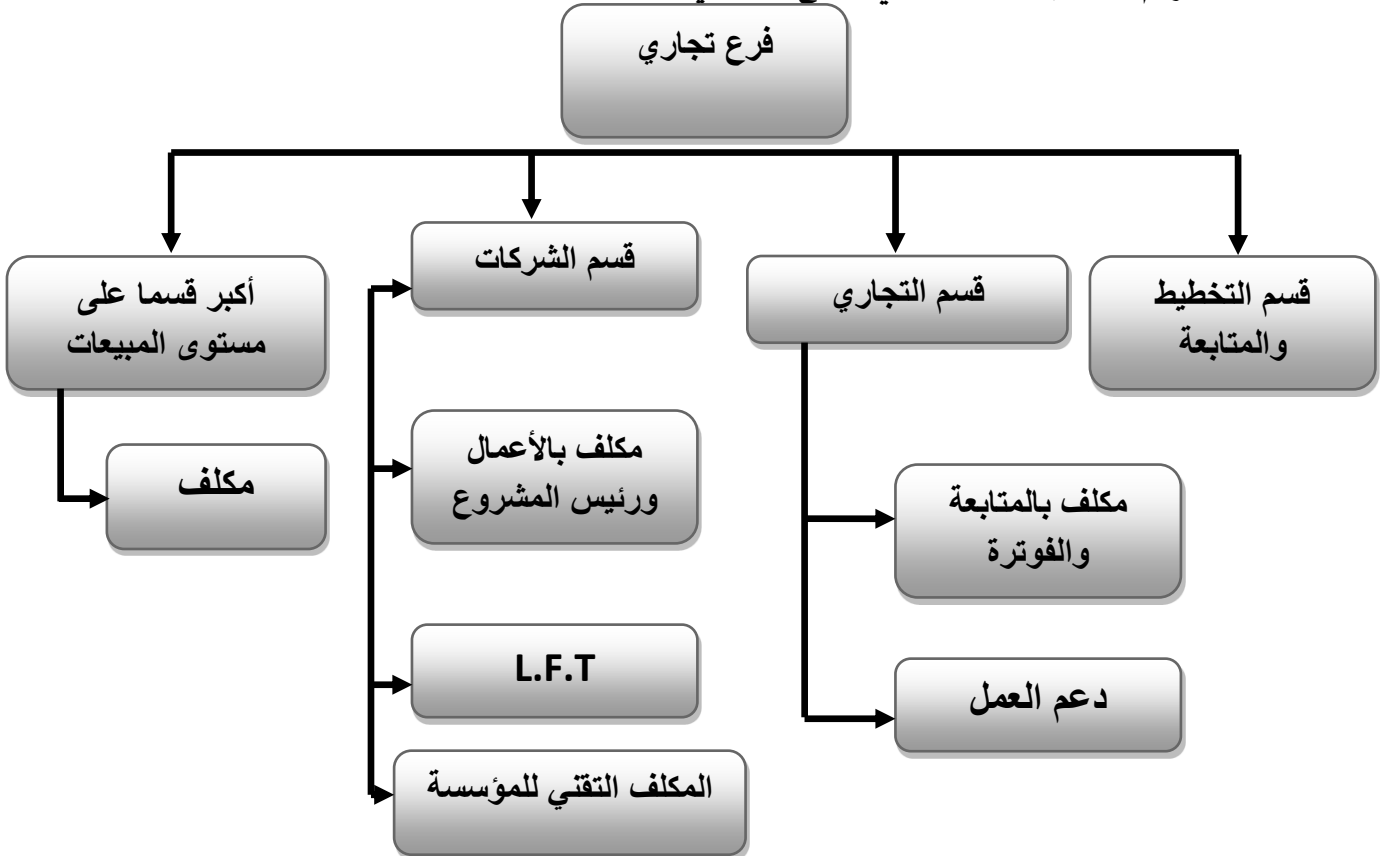 فرع تجاري
قسم التخطيط
والمتابعة
قسم التجاري
قسم الشركات
أكبر قسما على
مستوى المبيعات
مكلف بالمتابعة
والفوترة
دعم العمل
مكلف بالأعمال
ورئيس المشروع
L.F.T
المكلف التقني للمؤسسة
مكلف